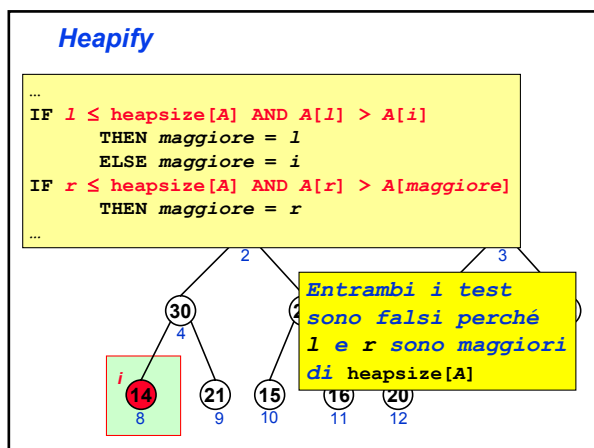 Heapify
…
IF l ≤ heapsize[A] AND A[l] > A[i]
THEN maggiore = l
ELSE maggiore = i
IF r ≤ heapsize[A] AND A[r] > A[maggiore]
THEN maggiore = r
…
2
3
Entrambi i test
sono falsi perché
l e r sono maggiori
di heapsize[A]
30
4
i
14
21
15
16
20
8
9
10
11
12